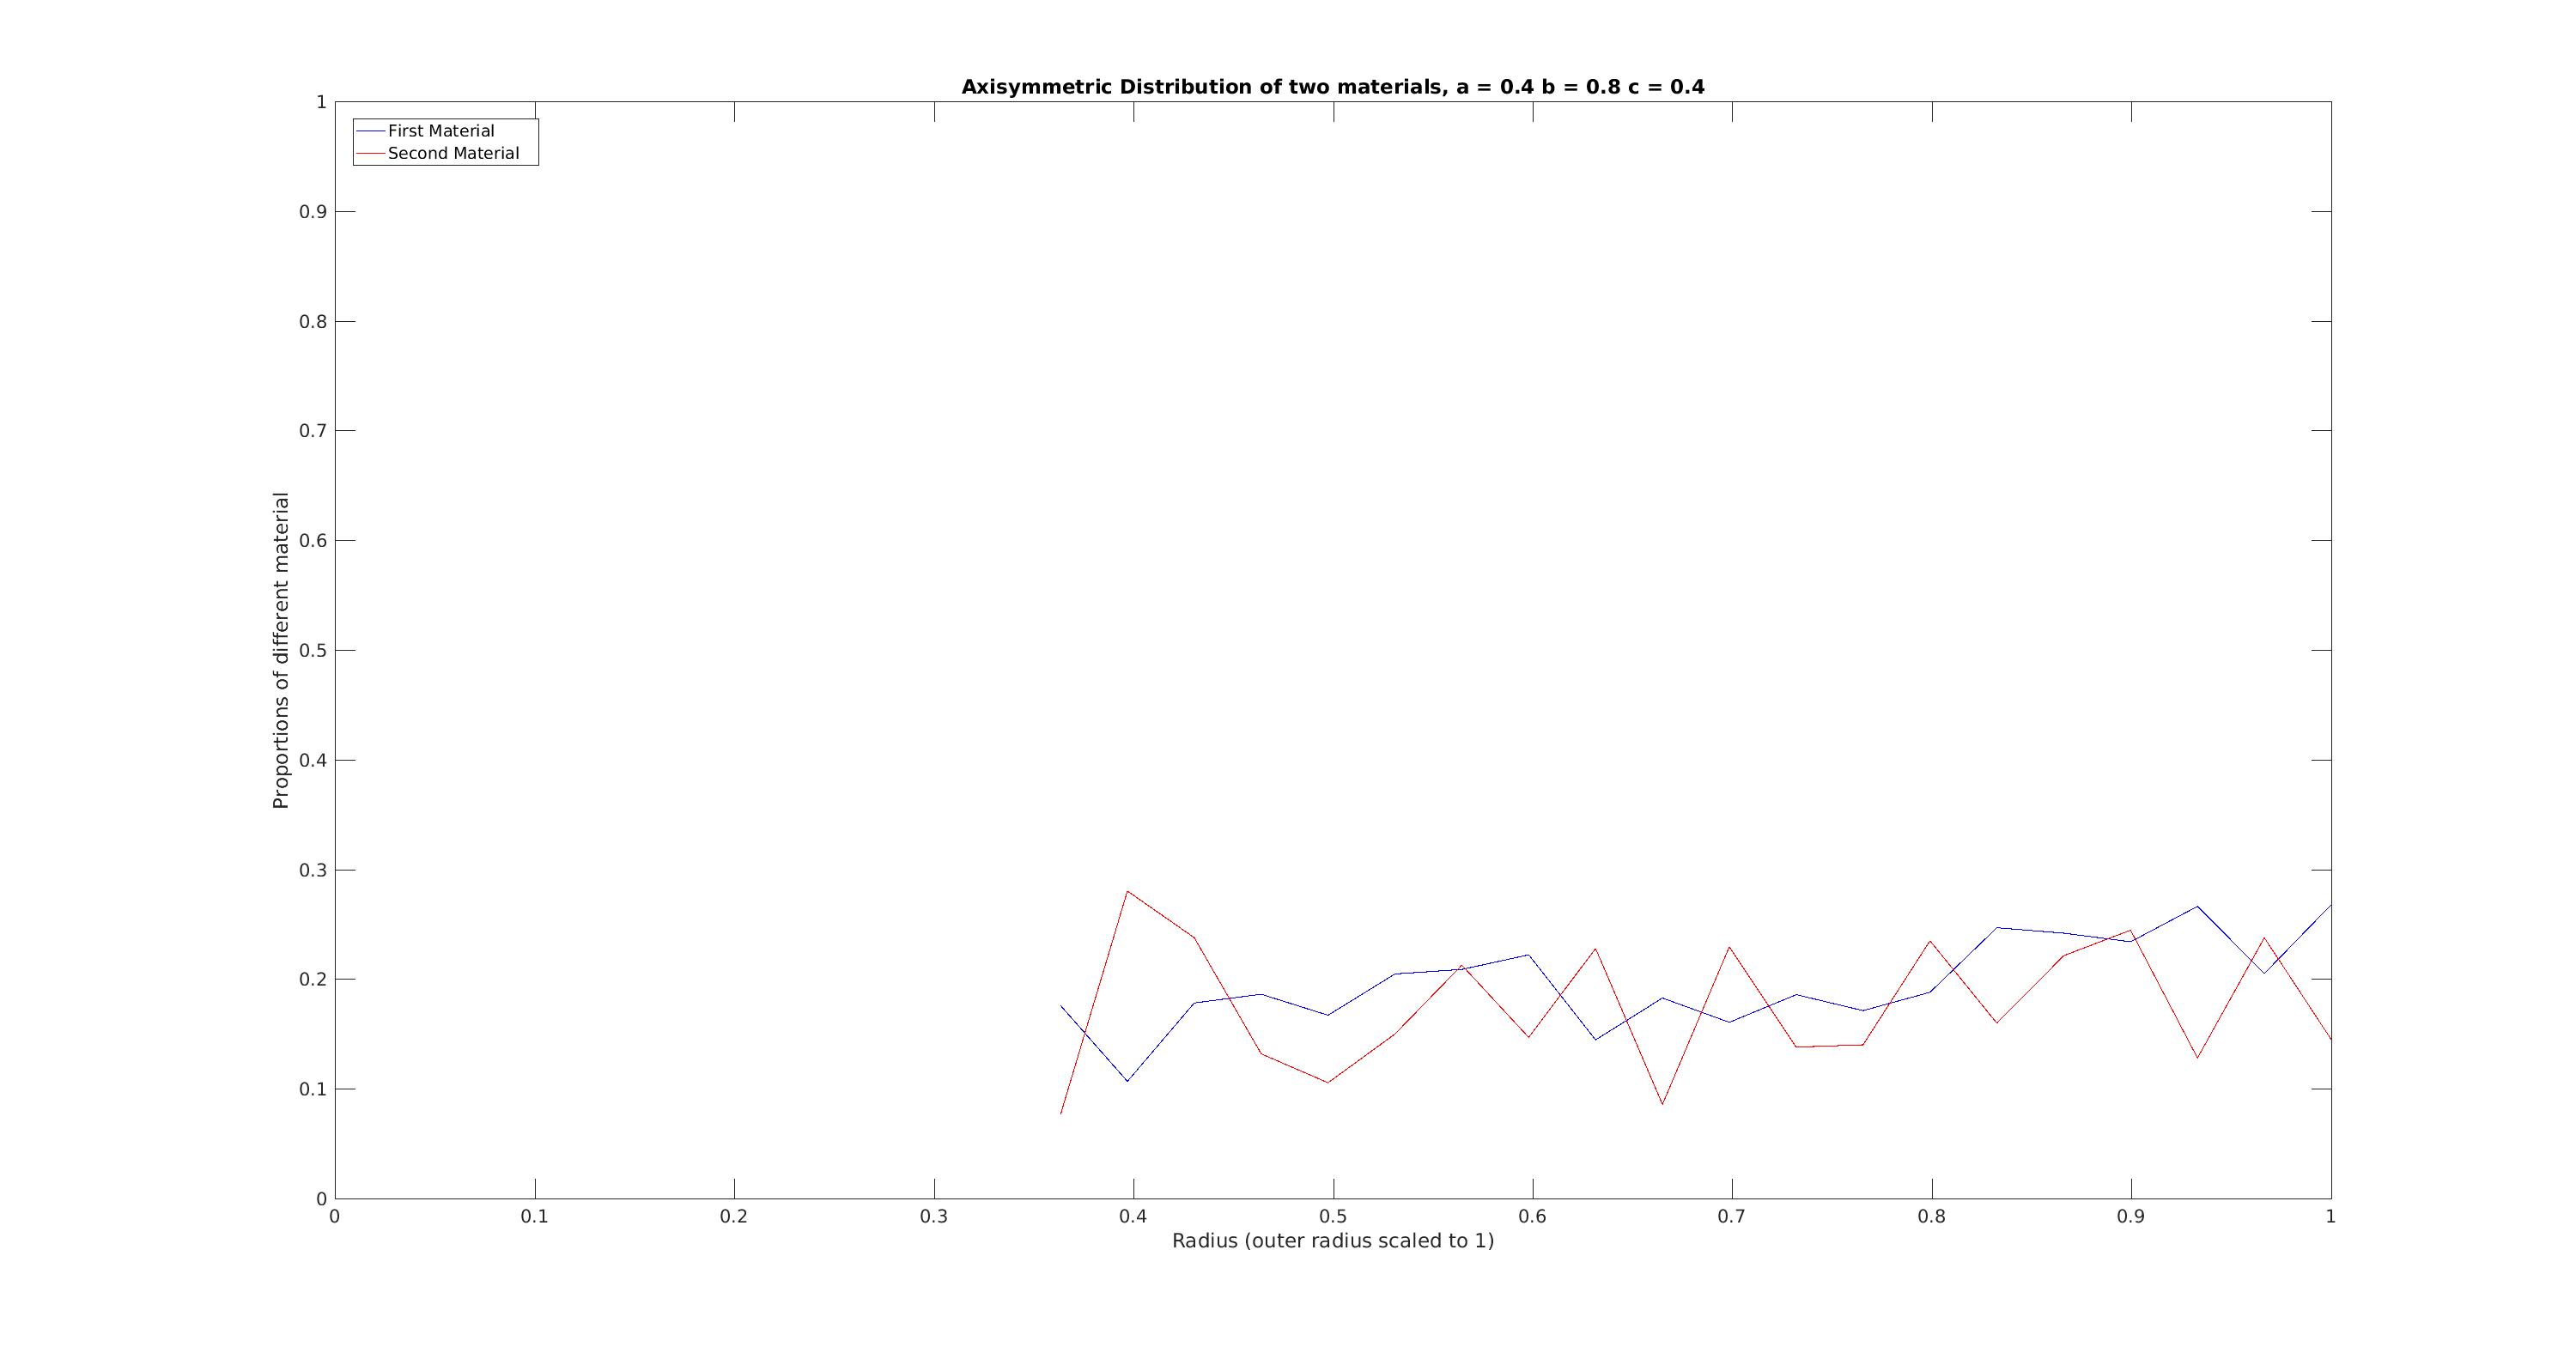 Axisymmetric Distribution of two materials, a = 0.4 b = 0.8 c = 0.4
First Material
Second Material
1
0.9
0.8
0.7
0.6
0.5
0.4
0.3
0.2
0.1
0
Proportions of different material
0 0.1 0.2 0.3 0.4 0.5 0.6 0.7 0.8 0.9 1
Radius (outer radius scaled to 1)